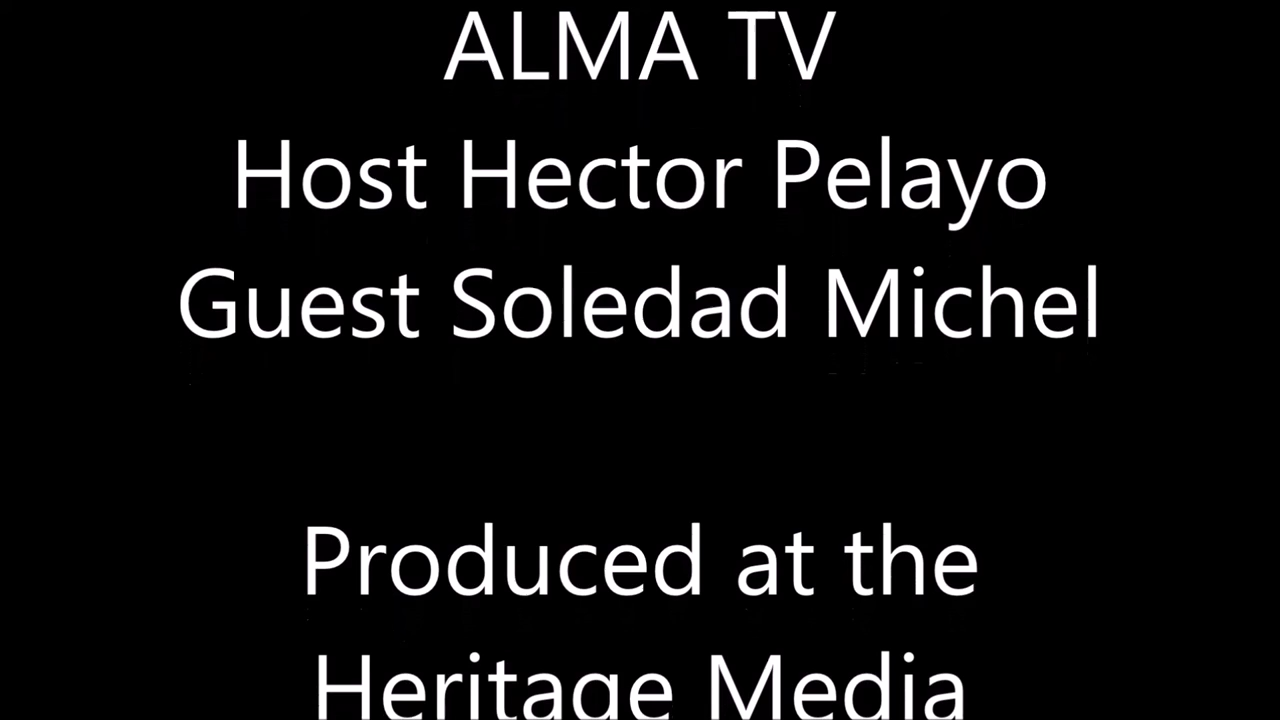 ALMA TV
Host Hector Pelayo
Guest Soledad Michel
Produced at the
Heritage Media